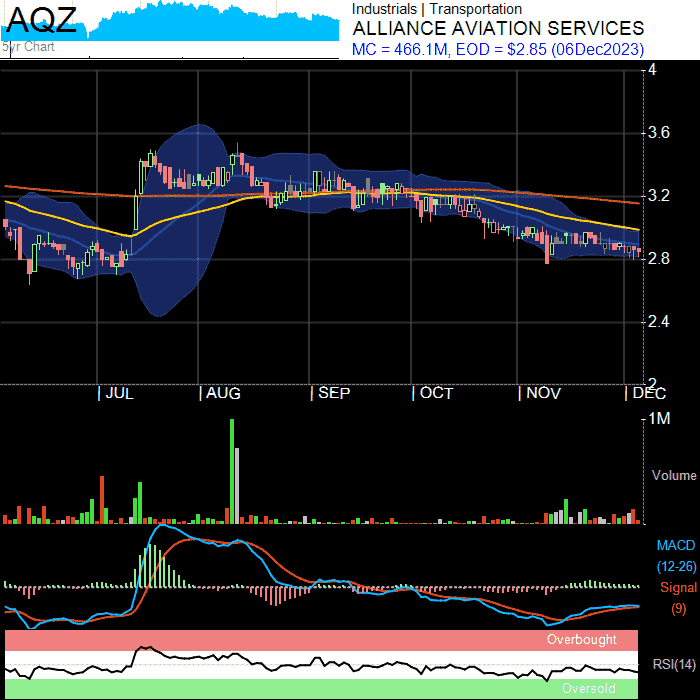 AQZ
5yr Chart
Industrials | Transportation
ALLIANCE AVIATION SERVICES
MC = 466.1M, EOD = $2.85 (06Dec2023)
4
3.6
3.2
2.8
2.4
2
| JUL | AUG | SEP | OCT | NOV | DEC
1M
Volume
MACD
(12-26)
Signal
(9)
Overbought
RSI(14)
Oversold